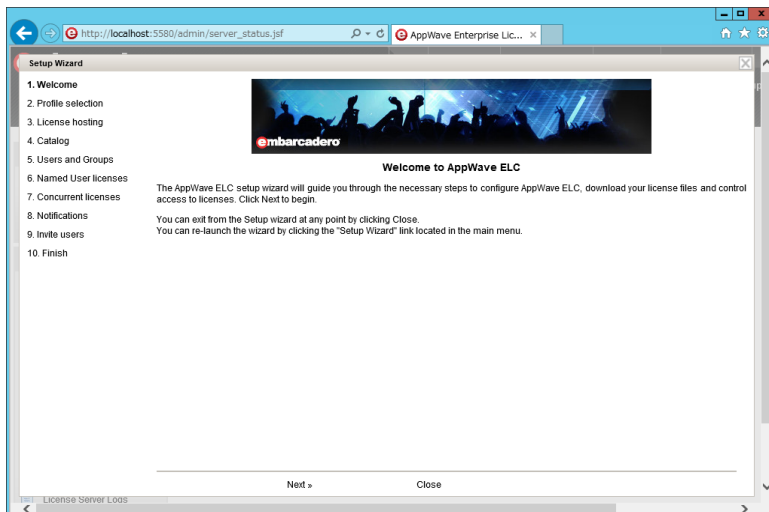 http://localhost:5580/admin/server_status.jsf
AppWave Enterprise Lic...
Setup Wizard
1. Welcome
2. Profile selection
3. License hosting
4. Catalog
5. Users and Groups
6. Named User licenses
7. Concurrent licenses
8. Notifications
9. Invite users
10. Finish
embarcadero
Welcome to AppWave ELC
The AppWave ELC setup wizard will guide you through the necessary steps to configure AppWave ELC, download your license files and control
access to licenses. Click Next to begin.
You can exit from the Setup wizard at any point by clicking Close.
You can re-launch the wizard by clicking the "Setup Wizard" link located in the main menu.
Next »
Close
License Server Logs